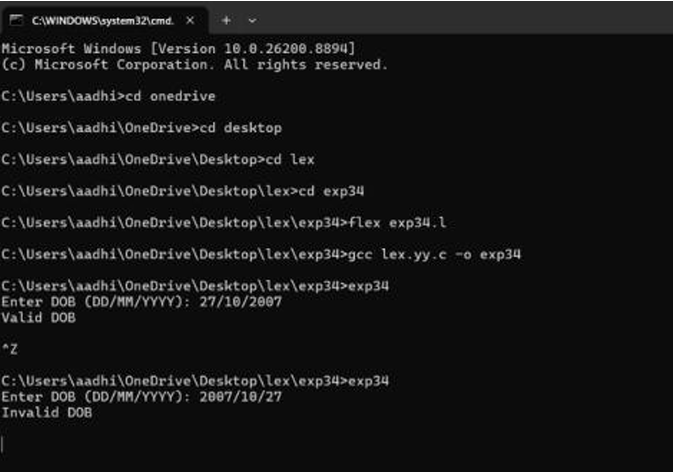 C:\WINDOWS\system32\cmd.
Microsoft Windows [Version 10.0.26200.8894]
(c) Microsoft Corporation. All rights reserved.
C:\Users\aadhi>cd onedrive
C:\Users\aadhi\OneDrive>cd desktop
C:\Users\aadhi\OneDrive\Desktop>cd lex
C:\Users\aadhi\OneDrive\Desktop\lex>cd exp34
C:\Users\aadhi\OneDrive\Desktop\lex\exp34>flex exp34.l
C:\Users\aadhi\OneDrive\Desktop\lex\exp34>gcc lex.yy.c -o exp34
C:\Users\aadhi\OneDrive\Desktop\lex\exp34>exp34
Enter DOB (DD/MM/YYYY): 27/10/2007
Valid DOB
^Z
C:\Users\aadhi\OneDrive\Desktop\lex\exp34>exp34
Enter DOB (DD/MM/YYYY): 2007/10/27
Invalid DOB